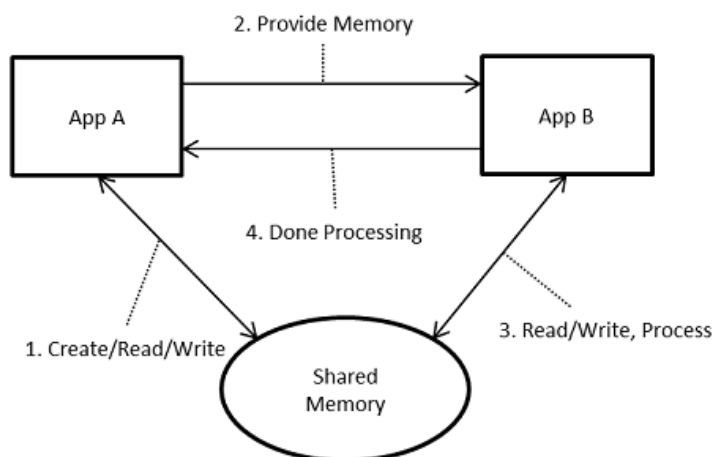 2. Provide Memory
App A
App B
4. Done Processing
1. Create/Read/Write
3. Read/Write, Process
Shared
Memory